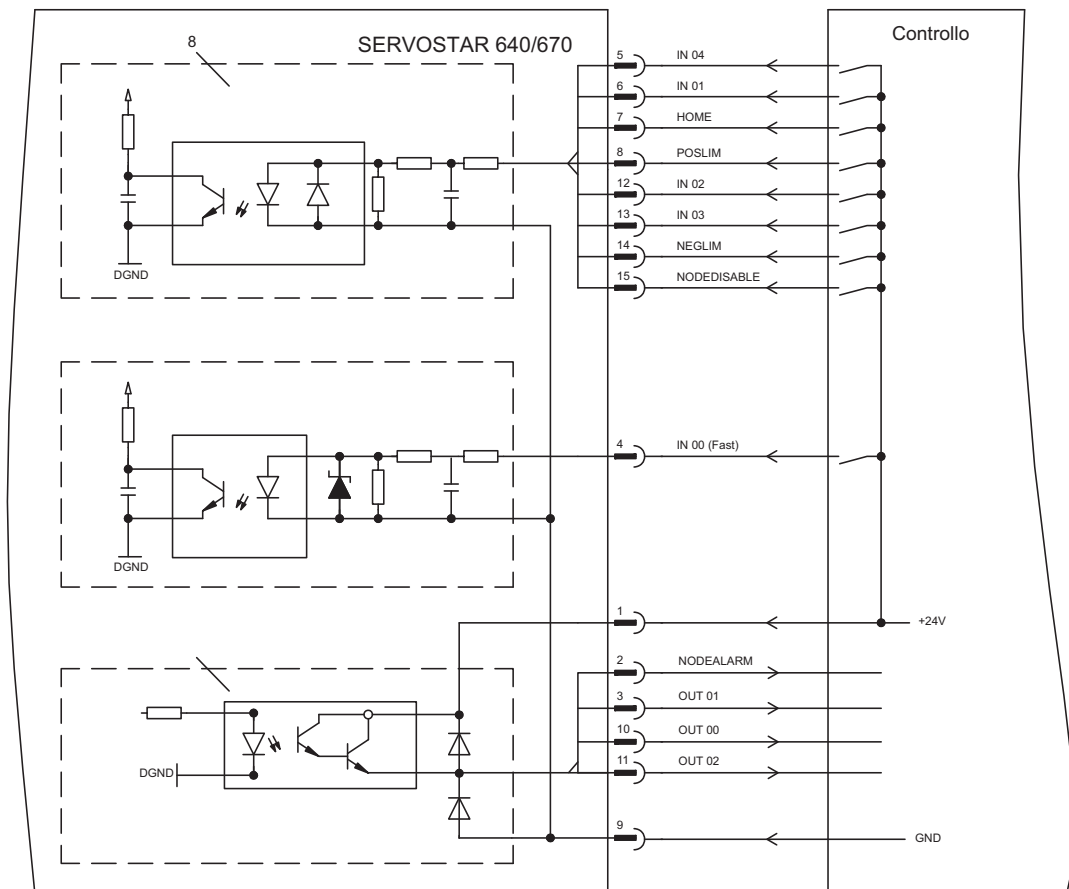 8
SERVOSTAR 640/670
Controllo
5 IN 04
6 IN 01
7 HOME
8 POSLIM
12 IN 02
13 IN 03
14 NEGLIM
15 NODEDISABLE
DGND
4 IN 00 (Fast)
DGND
1 +24V
2 NODEALARM
3 OUT 01
10 OUT 00
11 OUT 02
DGND
9 GND